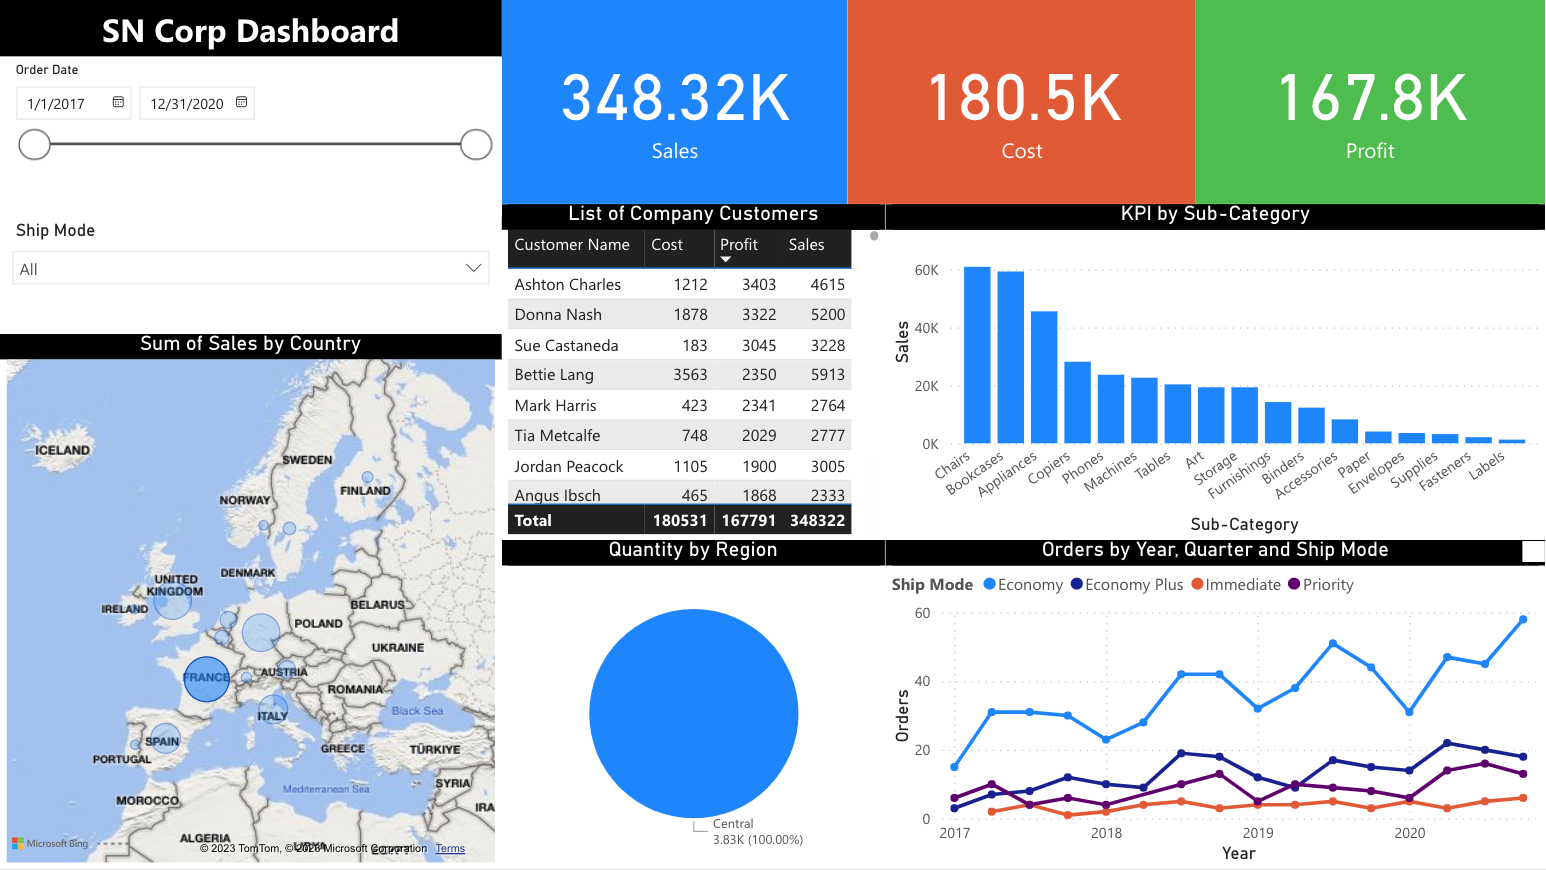 SN Corp Dashboard
Order Date
1/1/2017
12/31/2020
Ship Mode
All
348.32K
Sales
180.5K
Cost
167.8K
Profit
Sum of Sales by Country
ICELAND
SWEDEN
FINLAND
NORWAY
DENMARK
UNITED
KINGDOM
IRELAND
BELARUS
POLAND
UKRAINE
FRANCE
AUSTRIA
ROMANIA
ITALY
Black Sea
SPAIN
PORTUGAL
GREECE
TÜRKIYE
SYRIA
Mediterranean Sea
MOROCCO
IRA
ALGERIA
Microsoft Bing
© 2023 TomTom, © 2023 Microsoft Corporation Terms
List of Company Customers
Customer Name Cost Profit Sales
Ashton Charles 1212 3403 4615
Donna Nash 1878 3322 5200
Sue Castaneda 183 3045 3228
Bettie Lang 3563 2350 5913
Mark Harris 423 2341 2764
Tia Metcalfe 748 2029 2777
Jordan Peacock 1105 1900 3005
Angus Ibsch 465 1868 2333
Total 180531 167791 348322
KPI by Sub-Category
Sales
60K
40K
20K
0K
Chairs
Bookcases
Appliances
Copiers
Phones
Machines
Tables
Art
Storage
Furnishings
Binders
Accessories
Paper
Envelopes
Supplies
Fasteners
Labels
Sub-Category
Quantity by Region
Central
3.83K (100.00%)
Orders by Year, Quarter and Ship Mode
Ship Mode Economy Economy Plus Immediate Priority
Orders
60
40
20
0
2017 2018 2019 2020
Year